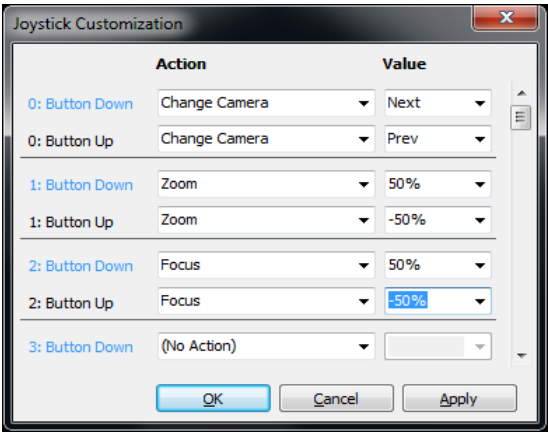 Joystick Customization
Action Value
0: Button Down Change Camera Next
0: Button Up Change Camera Prev
1: Button Down Zoom 50%
1: Button Up Zoom -50%
2: Button Down Focus 50%
2: Button Up Focus -50%
3: Button Down (No Action)
OK Cancel Apply